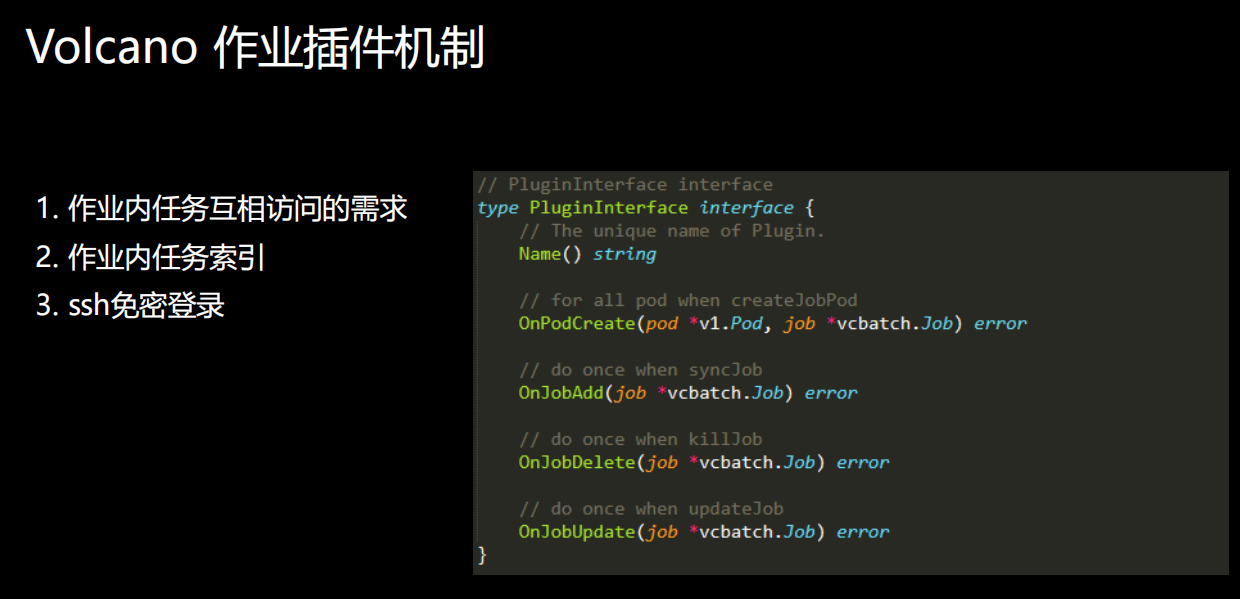 Volcano 作业插件机制
1. 作业内任务互相访问的需求
2. 作业内任务索引
3. ssh免密登录
// PluginInterface interface
type PluginInterface interface {
// The unique name of Plugin.
Name() string
// for all pod when createJobPod
OnPodCreate(pod *v1.Pod, job *vcbatch.Job) error
// do once when syncJob
OnJobAdd(job *vcbatch.Job) error
// do once when killJob
OnJobDelete(job *vcbatch.Job) error
// do once when updateJob
OnJobUpdate(job *vcbatch.Job) error
}